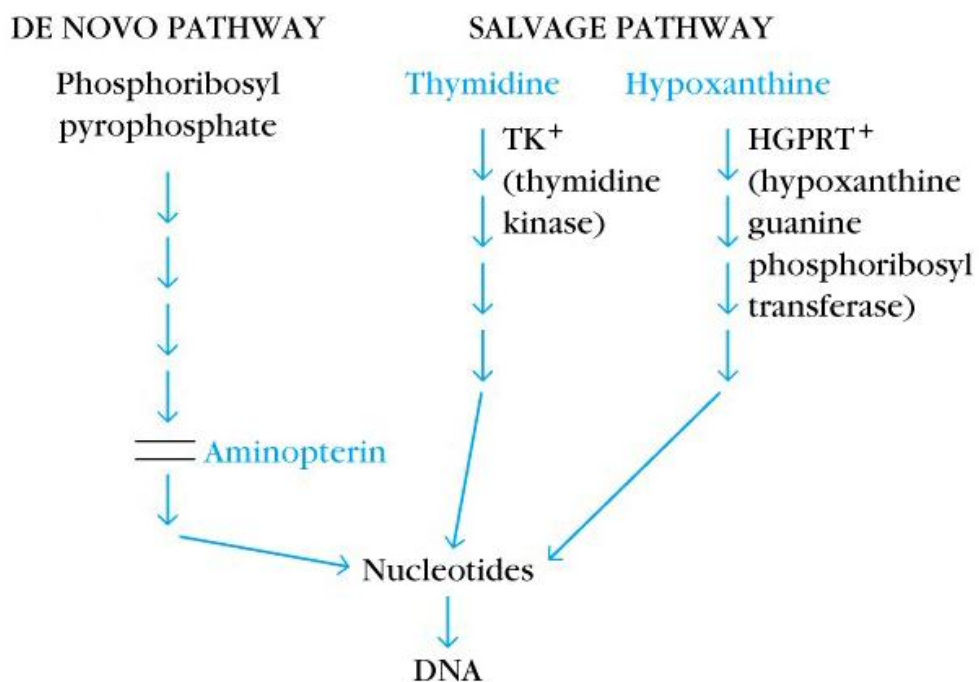 DE NOVO PATHWAY
SALVAGE PATHWAY
Phosphoribosyl
pyrophosphate
Thymidine
Hypoxanthine
TK⁺
(thymidine
kinase)
HGPRT⁺
(hypoxanthine
guanine
phosphoribosyl
transferase)
Aminopterin
Nucleotides
DNA